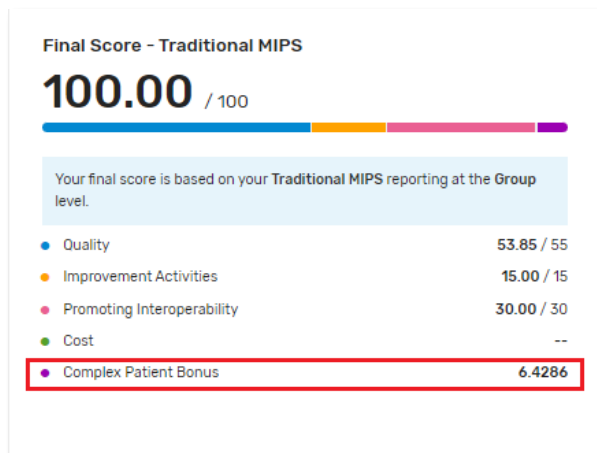 Final Score - Traditional MIPS
100.00 / 100
Your final score is based on your Traditional MIPS reporting at the Group
level.
Quality 53.85 / 55
Improvement Activities 15.00 / 15
Promoting Interoperability 30.00 / 30
Cost --
Complex Patient Bonus 6.4286